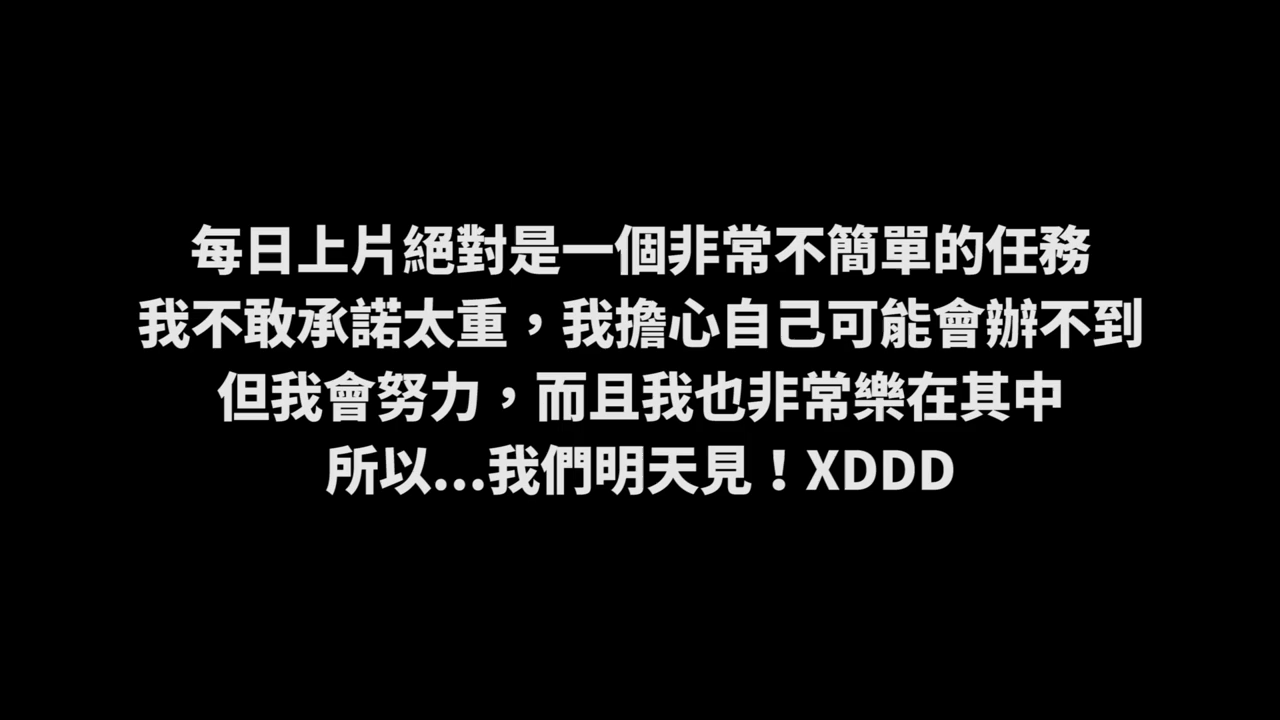 每日上片絕對是一個非常不簡單的任務
我不敢承諾太重，我擔心自己可能會辦不到
但我會努力，而且我也非常樂在其中
所以...我們明天見！XDDD